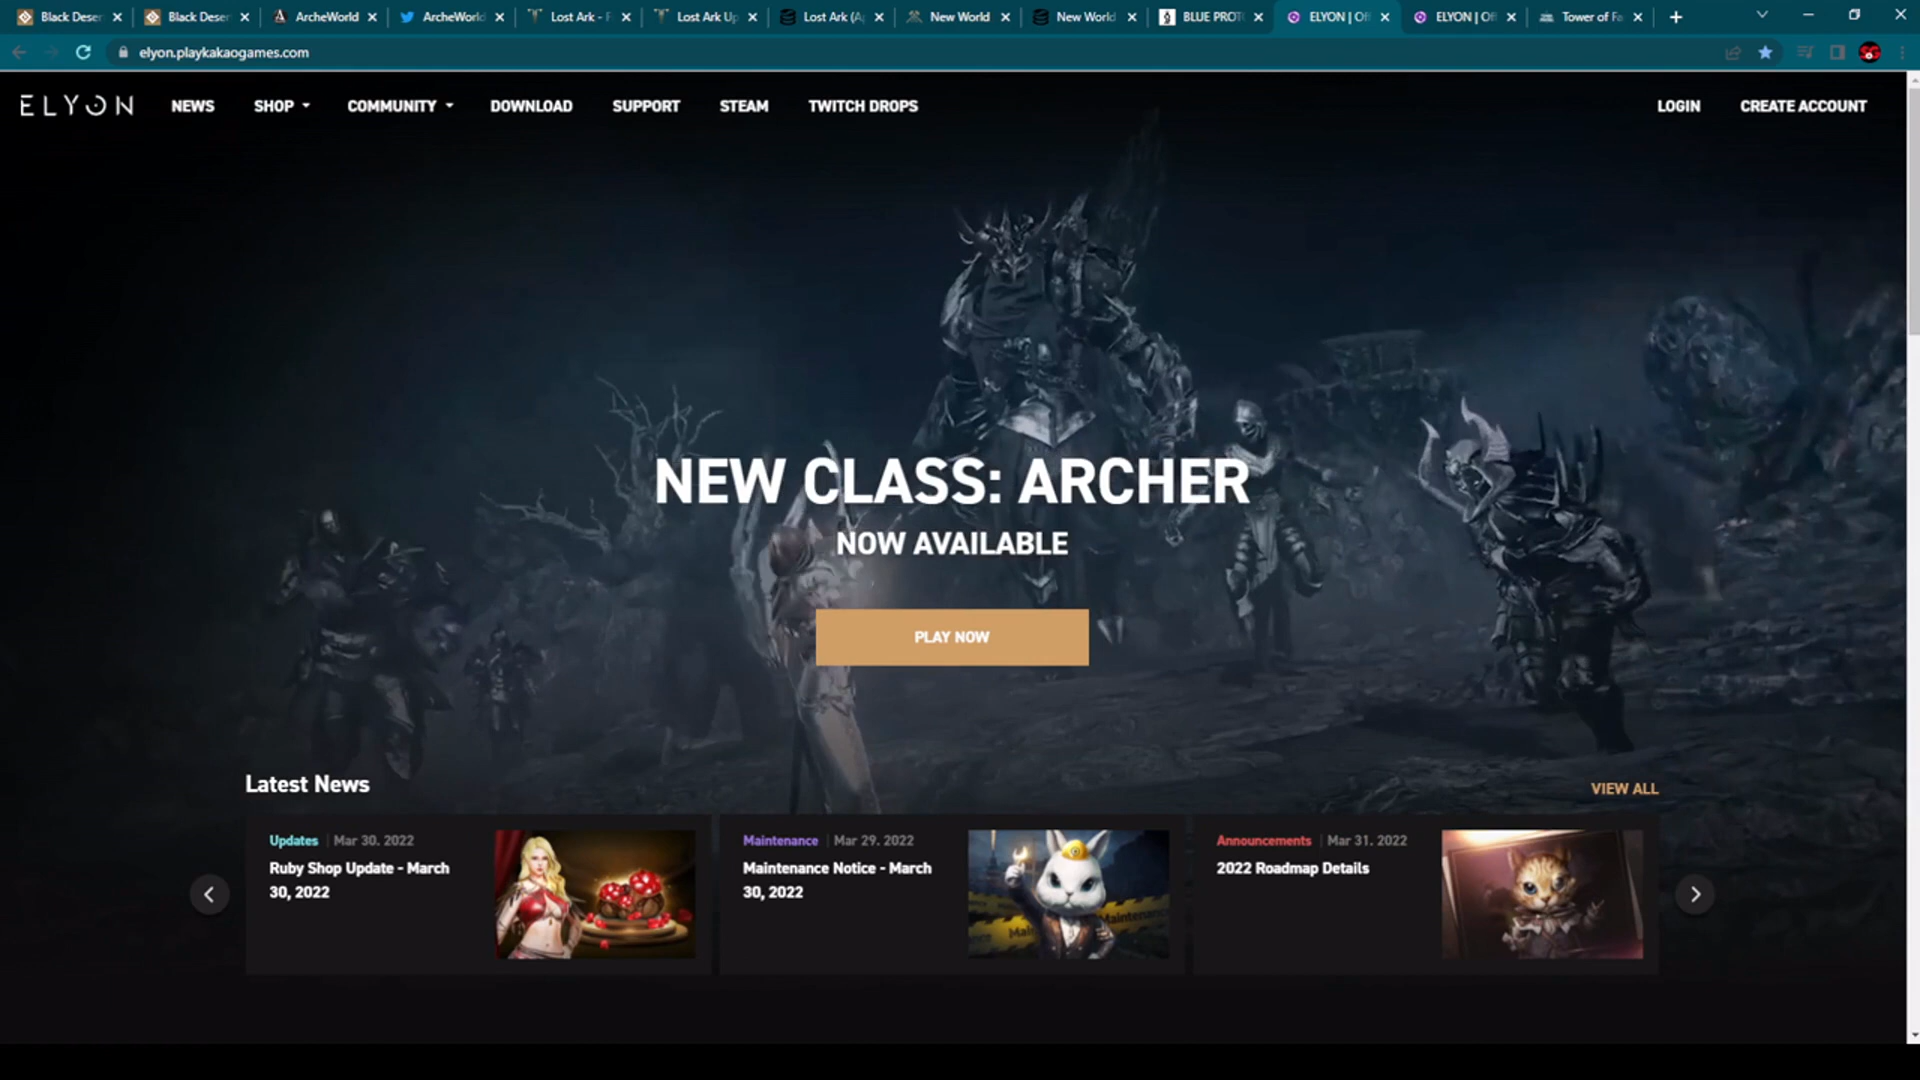 Black Deser
Black Deser
ArcheWorld
ArcheWorld
Lost Ark - F
Lost Ark Up
Lost Ark (A
New World
New World
BLUE PROT
ELYON | Off
ELYON | Off
Tower of Fa
elyon.playkakaogames.com
ELYON
NEWS
SHOP
COMMUNITY
DOWNLOAD
SUPPORT
STEAM
TWITCH DROPS
LOGIN
CREATE ACCOUNT
NEW CLASS: ARCHER
NOW AVAILABLE
PLAY NOW
Latest News
VIEW ALL
Updates | Mar 30. 2022
Ruby Shop Update - March
30, 2022
Maintenance | Mar 29. 2022
Maintenance Notice - March
30, 2022
Maintenance
Announcements | Mar 31. 2022
2022 Roadmap Details